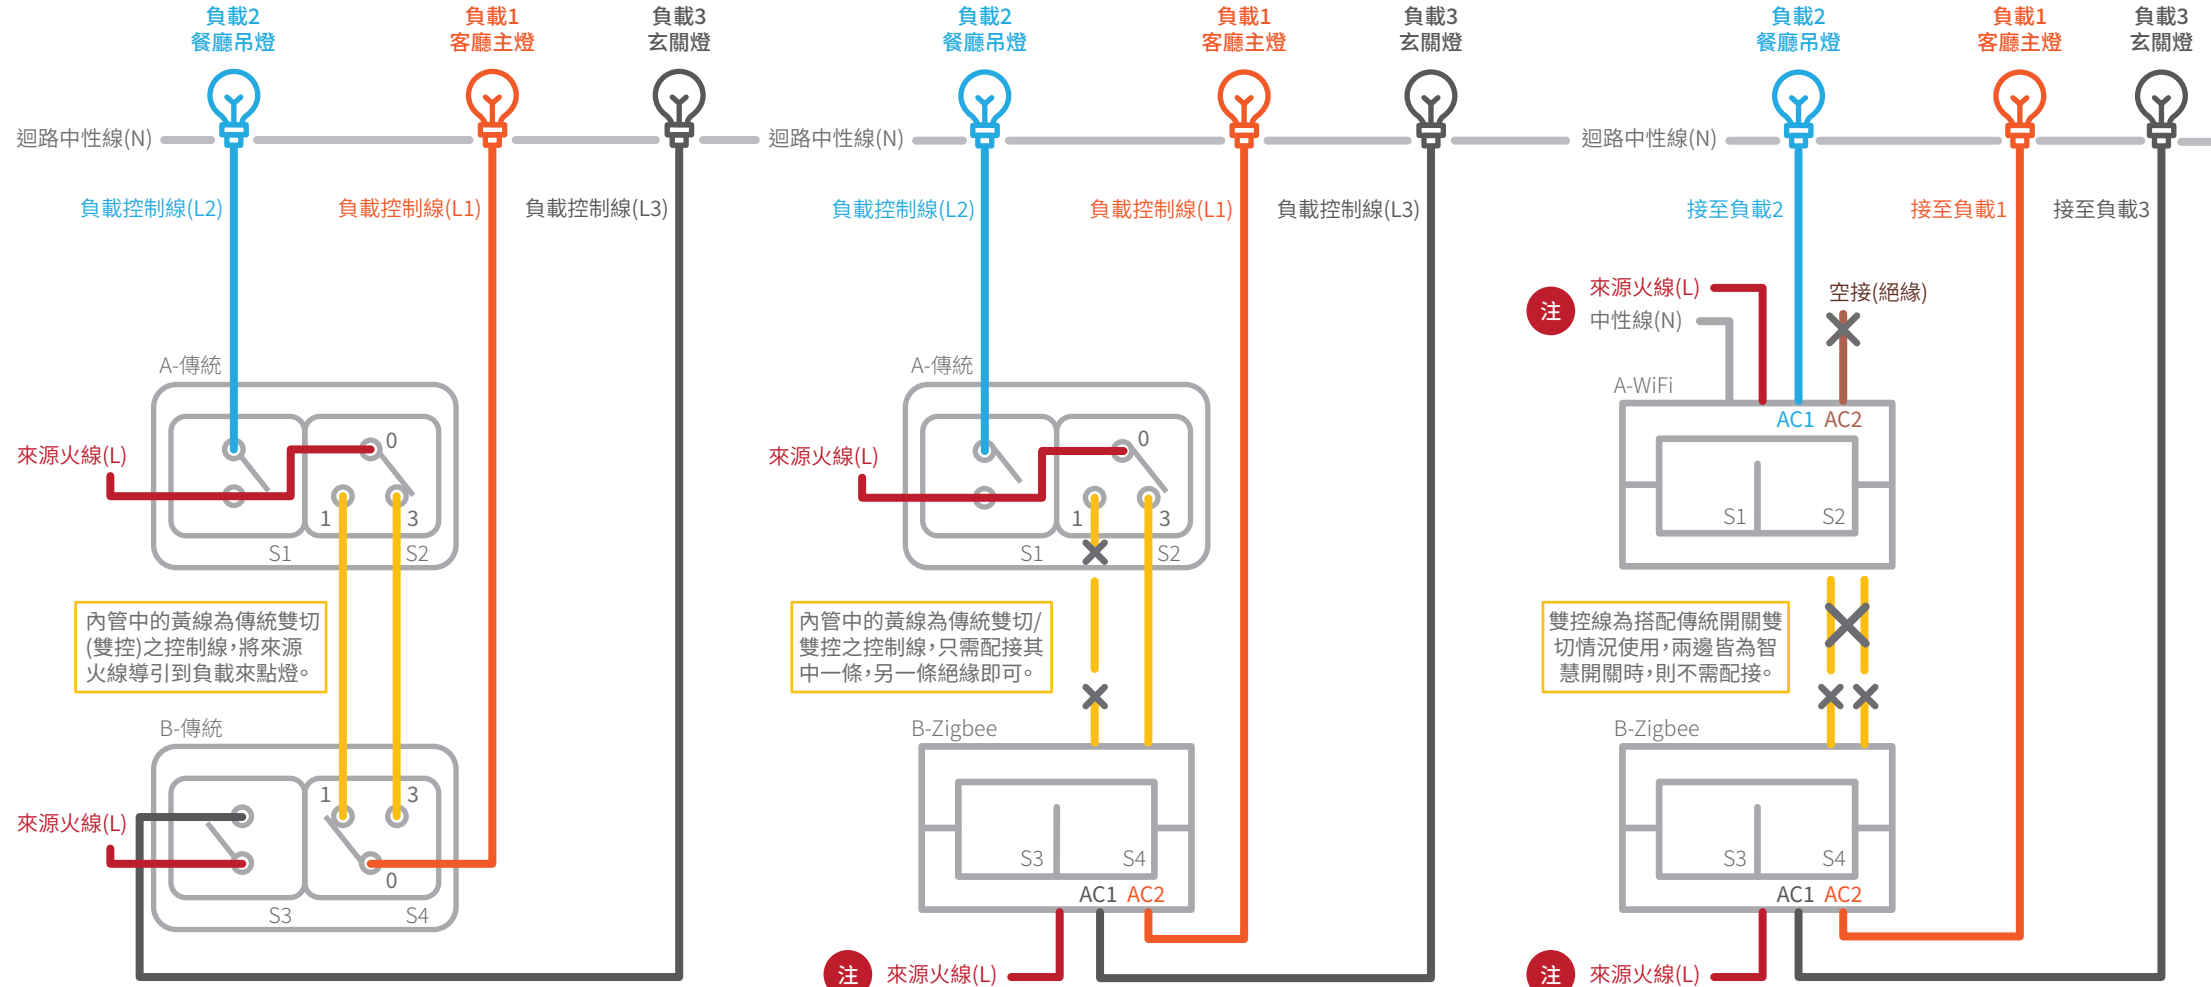 負載2
餐廳吊燈
負載1
客廳主燈
負載3
玄關燈
迴路中性線(N)
負載控制線(L2)
負載控制線(L1)
負載控制線(L3)
A-傳統
來源火線(L)
0
1
3
S1
S2
內管中的黃線為傳統雙切
(雙控)之控制線,將來源
火線導引到負載來點燈。
B-傳統
1
3
來源火線(L)
0
S3
S4
負載2
餐廳吊燈
負載1
客廳主燈
負載3
玄關燈
迴路中性線(N)
負載控制線(L2)
負載控制線(L1)
負載控制線(L3)
A-傳統
來源火線(L)
0
1
3
S1
S2
內管中的黃線為傳統雙切/
雙控之控制線,只需配接其
中一條,另一條絕緣即可。
B-Zigbee
S3
S4
AC1
AC2
注
來源火線(L)
負載2
餐廳吊燈
負載1
客廳主燈
負載3
玄關燈
迴路中性線(N)
接至負載2
接至負載1
接至負載3
注
來源火線(L)
中性線(N)
空接(絕緣)
A-WiFi
AC1
AC2
S1
S2
雙控線為搭配傳統開關雙
切情況使用,兩邊皆為智
慧開關時,則不需配接。
B-Zigbee
S3
S4
AC1
AC2
注
來源火線(L)